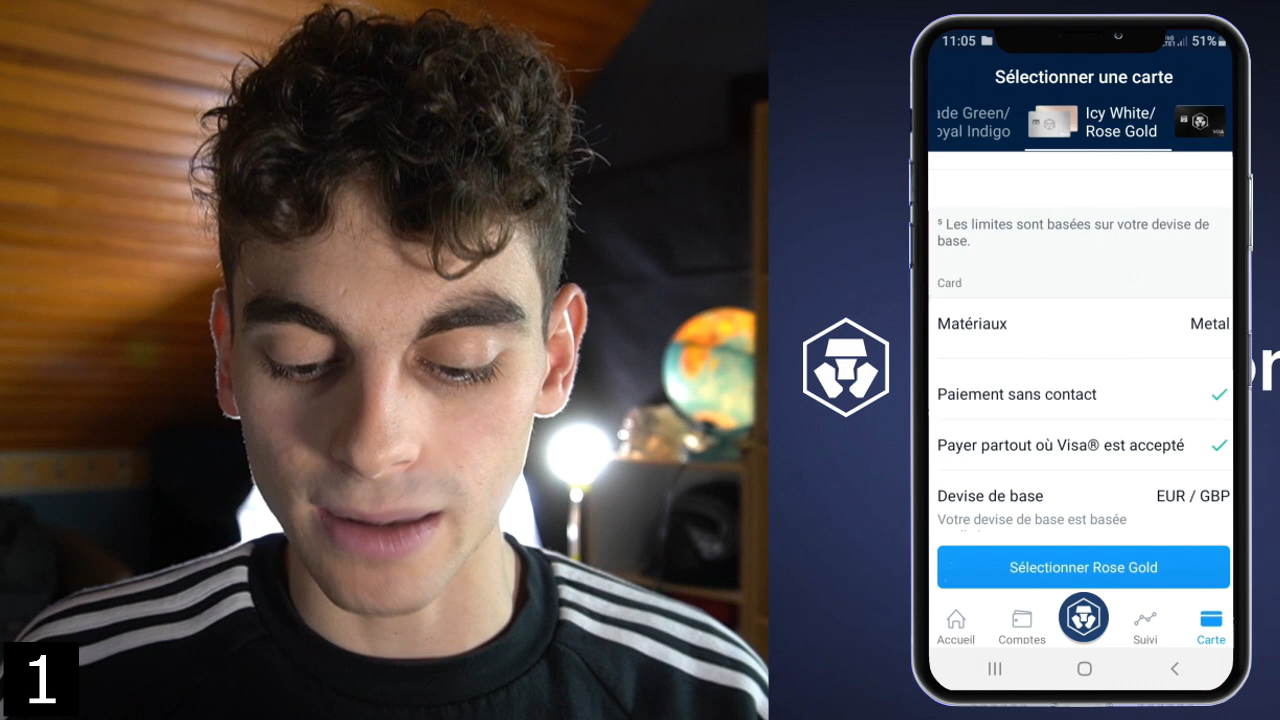 11:05
51%
Sélectionner une carte
ade Green/
oyal Indigo
Icy White/
Rose Gold
VISA
⁵ Les limites sont basées sur votre devise de
base.
Card
Matériaux Metal
Paiement sans contact
Payer partout où Visa® est accepté
Devise de base EUR / GBP
Votre devise de base est basée
Sélectionner Rose Gold
Accueil Comptes Suivi Carte
1